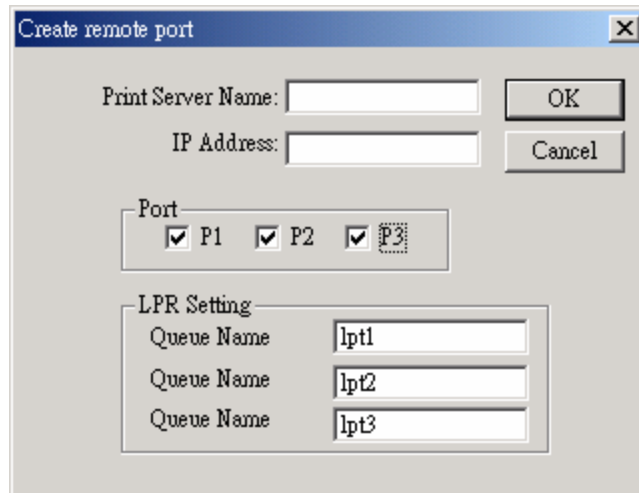 Create remote port
Print Server Name:
OK
IP Address:
Cancel
Port
P1 P2 P3
LPR Setting
Queue Name lpt1
Queue Name lpt2
Queue Name lpt3